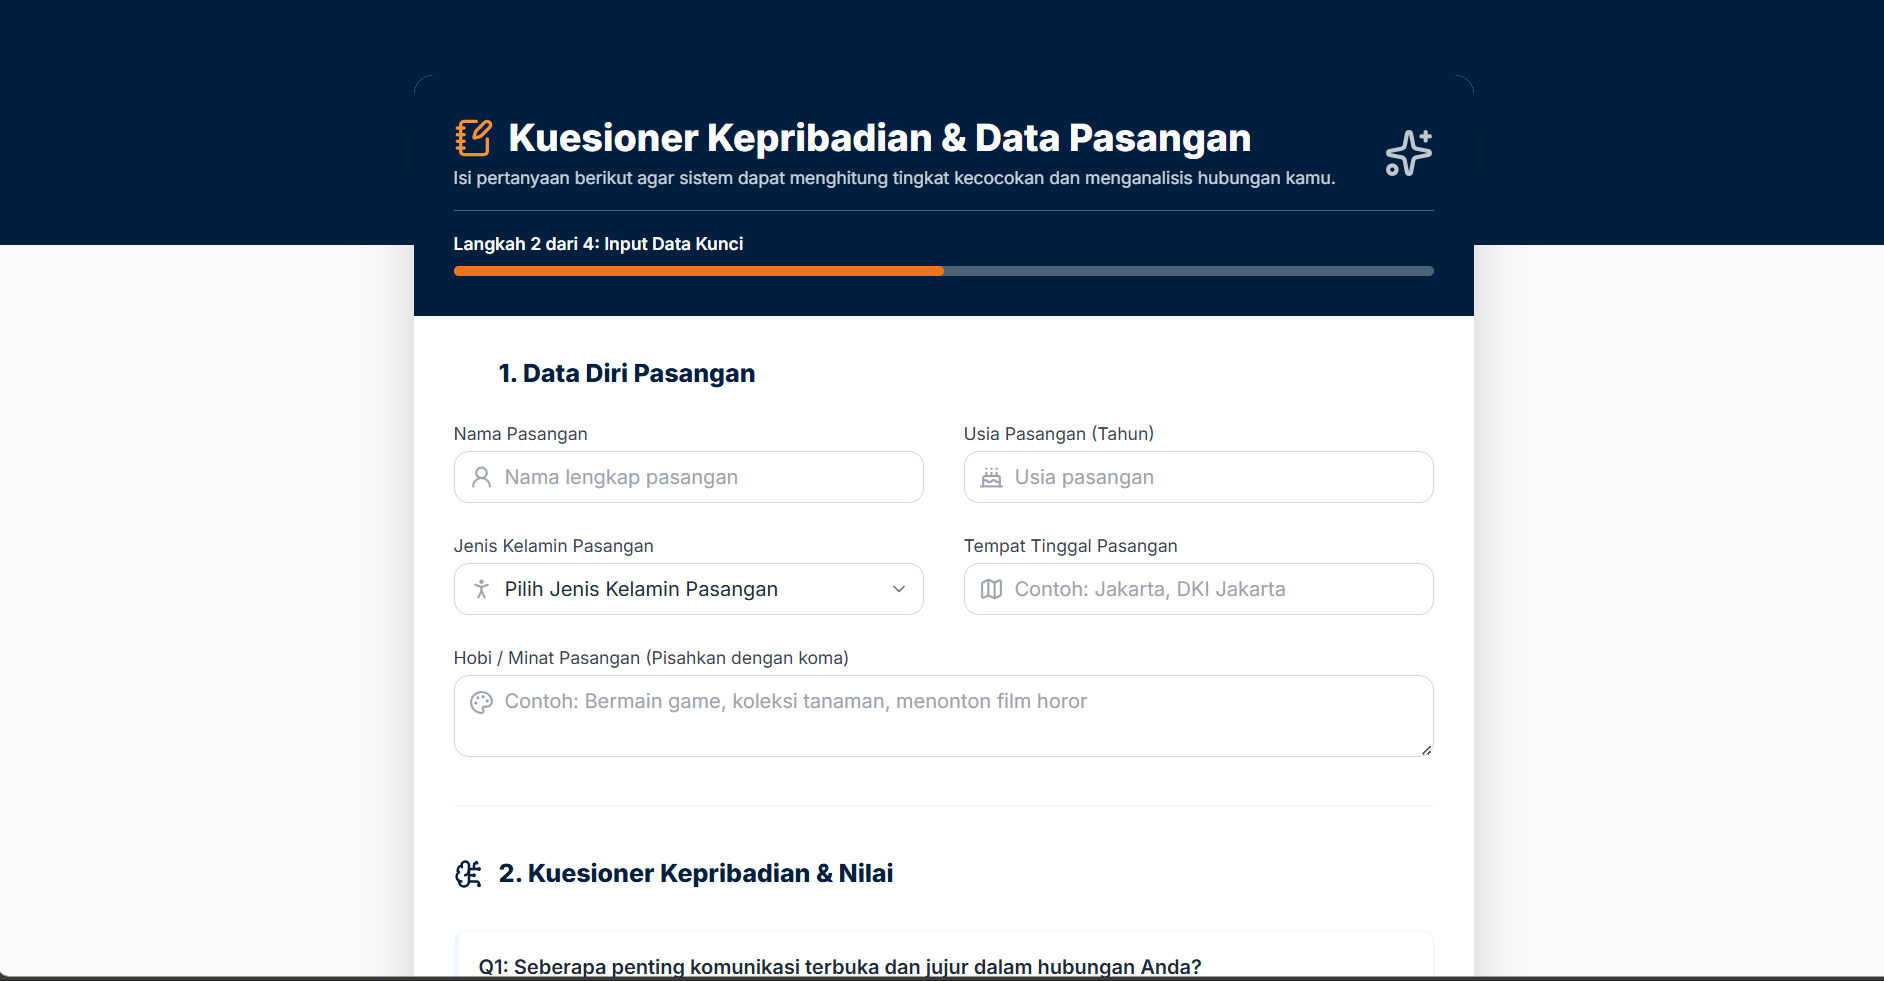 Kuesioner Kepribadian & Data Pasangan
Isi pertanyaan berikut agar sistem dapat menghitung tingkat kecocokan dan menganalisis hubungan kamu.
Langkah 2 dari 4: Input Data Kunci
1. Data Diri Pasangan
Nama Pasangan
Nama lengkap pasangan
Usia Pasangan (Tahun)
Usia pasangan
Jenis Kelamin Pasangan
Pilih Jenis Kelamin Pasangan
Tempat Tinggal Pasangan
Contoh: Jakarta, DKI Jakarta
Hobi / Minat Pasangan (Pisahkan dengan koma)
Contoh: Bermain game, koleksi tanaman, menonton film horor
2. Kuesioner Kepribadian & Nilai
Q1: Seberapa penting komunikasi terbuka dan jujur dalam hubungan Anda?